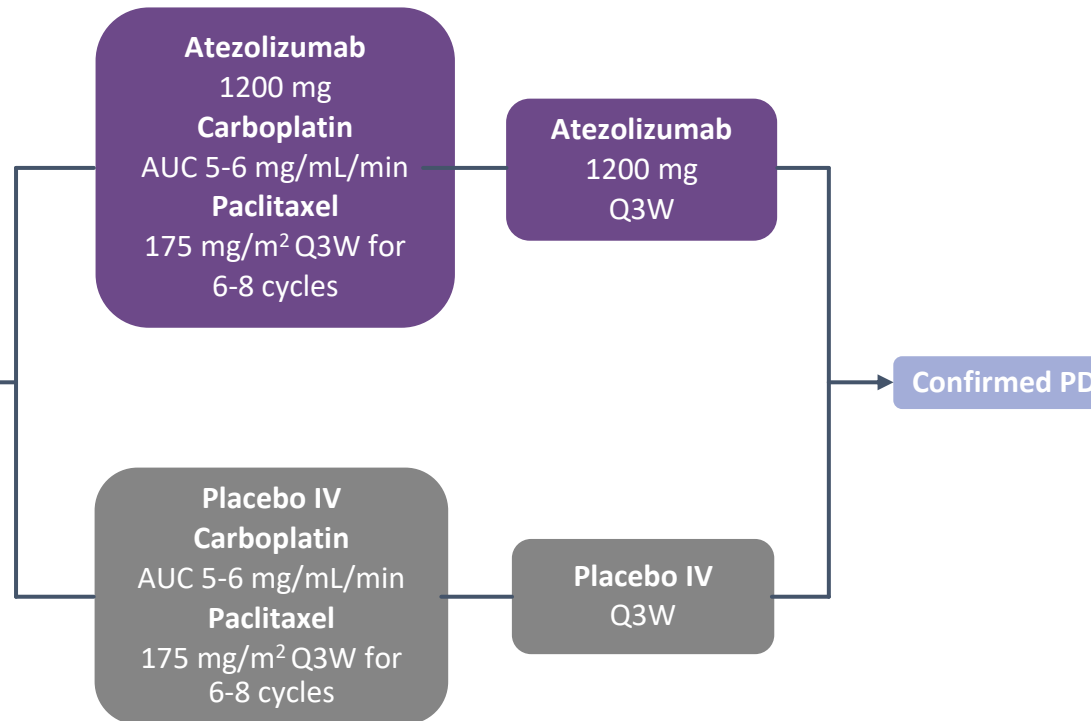 Atezolizumab
1200 mg
Carboplatin
AUC 5-6 mg/mL/min
Paclitaxel
175 mg/m² Q3W for
6-8 cycles
Atezolizumab
1200 mg
Q3W
Confirmed PD
Placebo IV
Carboplatin
AUC 5-6 mg/mL/min
Paclitaxel
175 mg/m² Q3W for
6-8 cycles
Placebo IV
Q3W